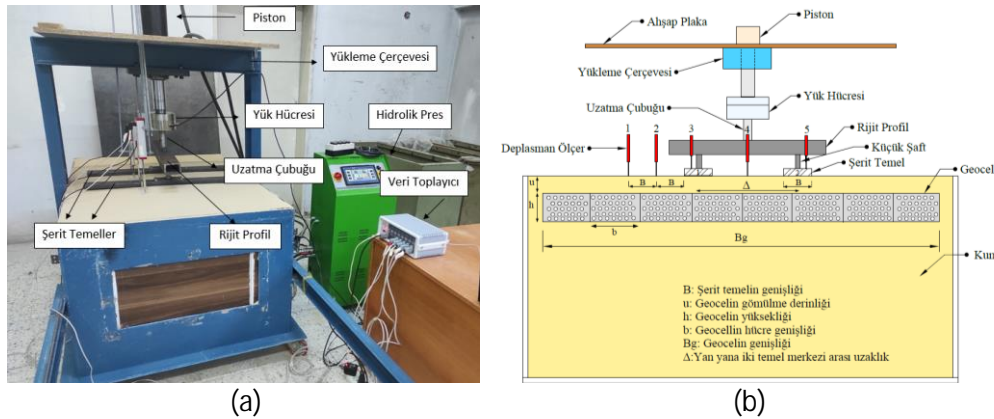 Piston
Yükleme Çerçevesi
Yük Hücresi
Hidrolik Pres
Uzatma Çubuğu
Veri Toplayıcı
Şerit Temeller
Rijit Profil
(a)
Ahşap Plaka
Piston
Yükleme Çerçevesi
Uzatma Çubuğu
Yük Hücresi
1 2 3 4 5
Deplasman Ölçer
Rijit Profil
Küçük Şaft
Şerit Temel
u
B B Δ B
Geocel
h
b
Bg
Kum
B: Şerit temelin genişliği
u: Geocelin gömülme derinliği
h: Geocelin yüksekliği
b: Geocellin hücre genişliği
Bg: Geocelin genişliği
Δ:Yan yana iki temel merkezi arası uzaklık
(b)